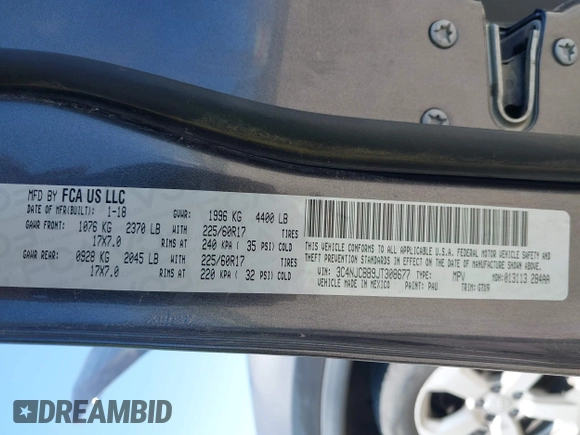 MFD BY FCA US LLC
DATE OF MFR(BUILT): 1-18 GVWR: 1996 KG 4400 LB
GAWR FRONT: 1076 KG 2370 LB WITH 225/60R17 TIRES
17X7.0 RIMS AT 240 KPA ( 35 PSI) COLD
GAWR REAR: 0928 KG 2045 LB WITH 225/60R17 TIRES
17X7.0 RIMS AT 220 KPA ( 32 PSI) COLD
THIS VEHICLE CONFORMS TO ALL APPLICABLE U.S.A. FEDERAL MOTOR VEHICLE SAFETY AND
THEFT PREVENTION STANDARDS IN EFFECT ON THE DATE OF MANUFACTURE SHOWN ABOVE.
VIN: 3C4NJCBB9JT308677 TYPE: MPV MDH:013113 284AA
VEHICLE MADE IN MEXICO PAINT: PAU TRIM:GTX9
DREAMBID